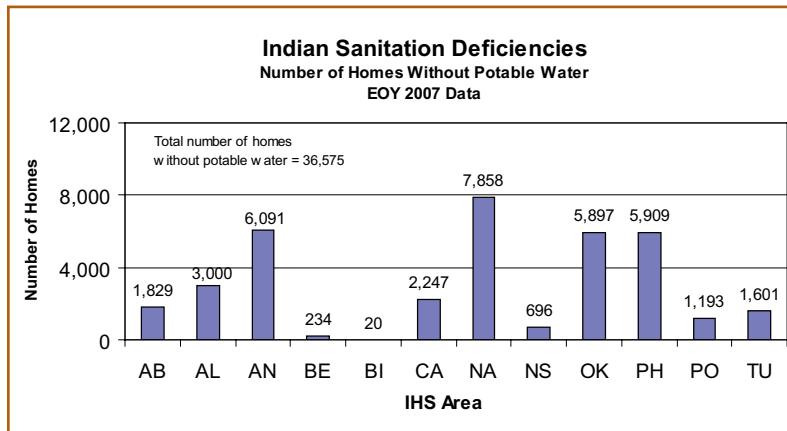 Indian Sanitation Deficiencies
Number of Homes Without Potable Water
EOY 2007 Data
Total number of homes
without potable water = 36,575
Number of Homes
12,000
8,000
4,000
0
1,829
3,000
6,091
234
20
2,247
7,858
696
5,897
5,909
1,193
1,601
AB AL AN BE BI CA NA NS OK PH PO TU
IHS Area